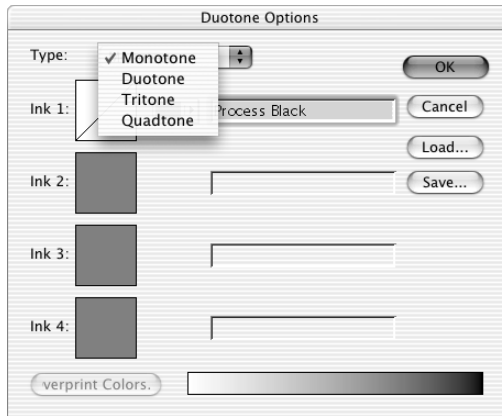 Duotone Options
Type:
✓ Monotone
Duotone
Tritone
Quadtone
OK
Ink 1:
Process Black
Cancel
Load...
Ink 2:
Save...
Ink 3:
Ink 4:
verprint Colors.